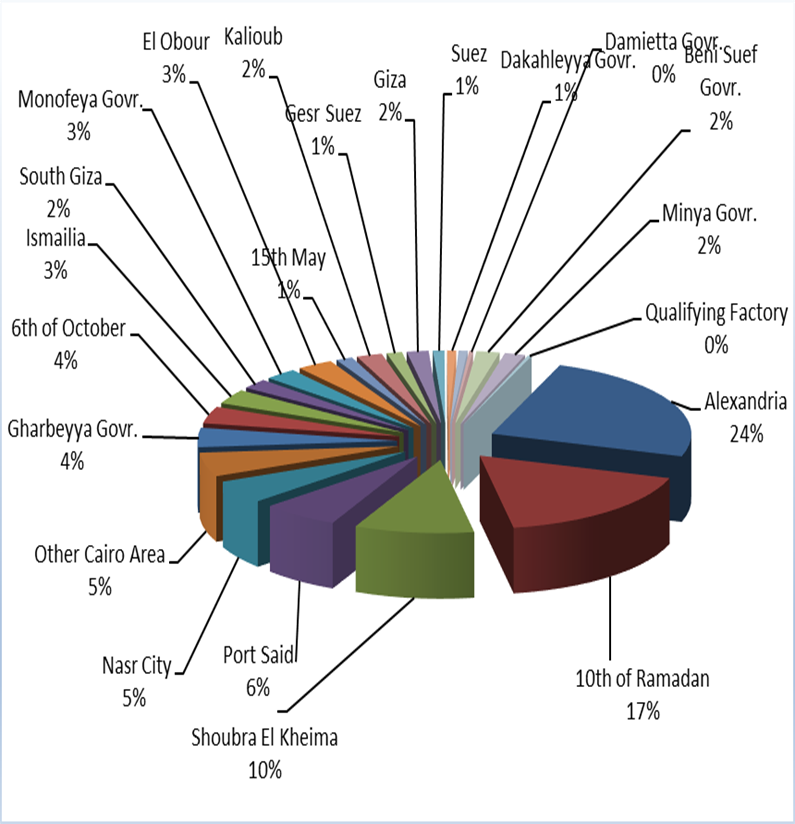 El Obour
3%
Kalioub
2%
Giza
2%
Suez
1%
Dakahleyya Govr.
1%
Damietta Govr.
0%
Beni Suef
Govr.
2%
Monofeya Govr.
3%
Gesr Suez
1%
South Giza
2%
Minya Govr.
2%
Ismailia
3%
15th May
1%
6th of October
4%
Qualifying Factory
0%
Gharbeyya Govr.
4%
Alexandria
24%
Other Cairo Area
5%
Nasr City
5%
Port Said
6%
10th of Ramadan
17%
Shoubra El Kheima
10%